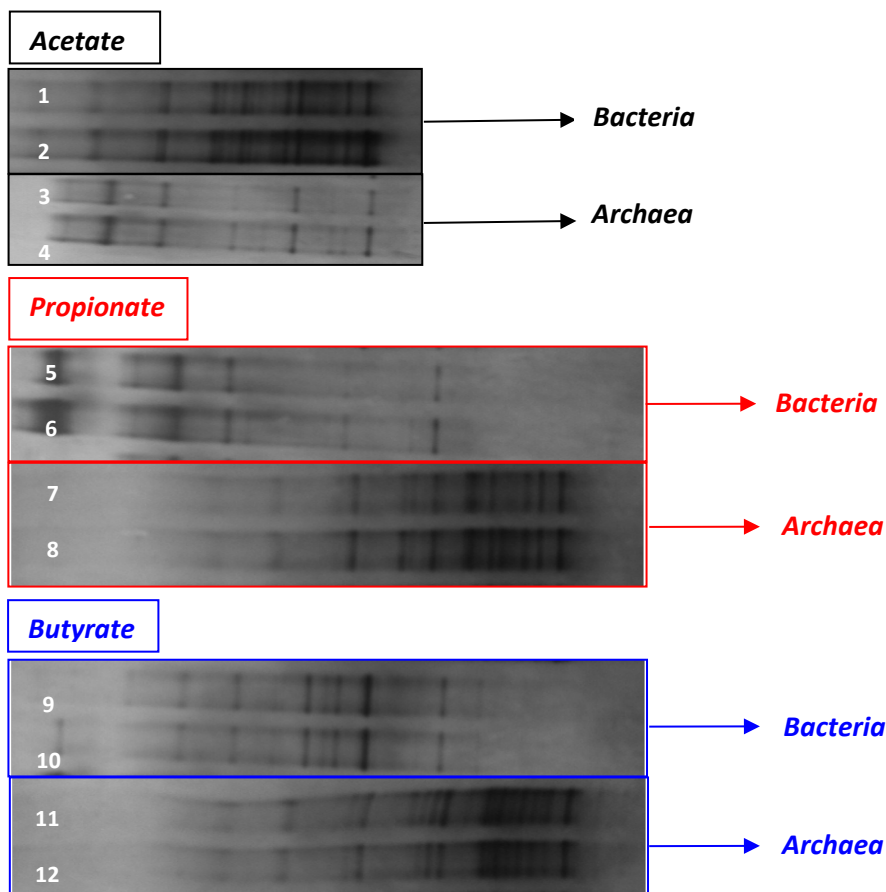 Acetate
1
Bacteria
2
3
Archaea
4
Propionate
5
Bacteria
6
7
Archaea
8
Butyrate
9
Bacteria
10
11
Archaea
12